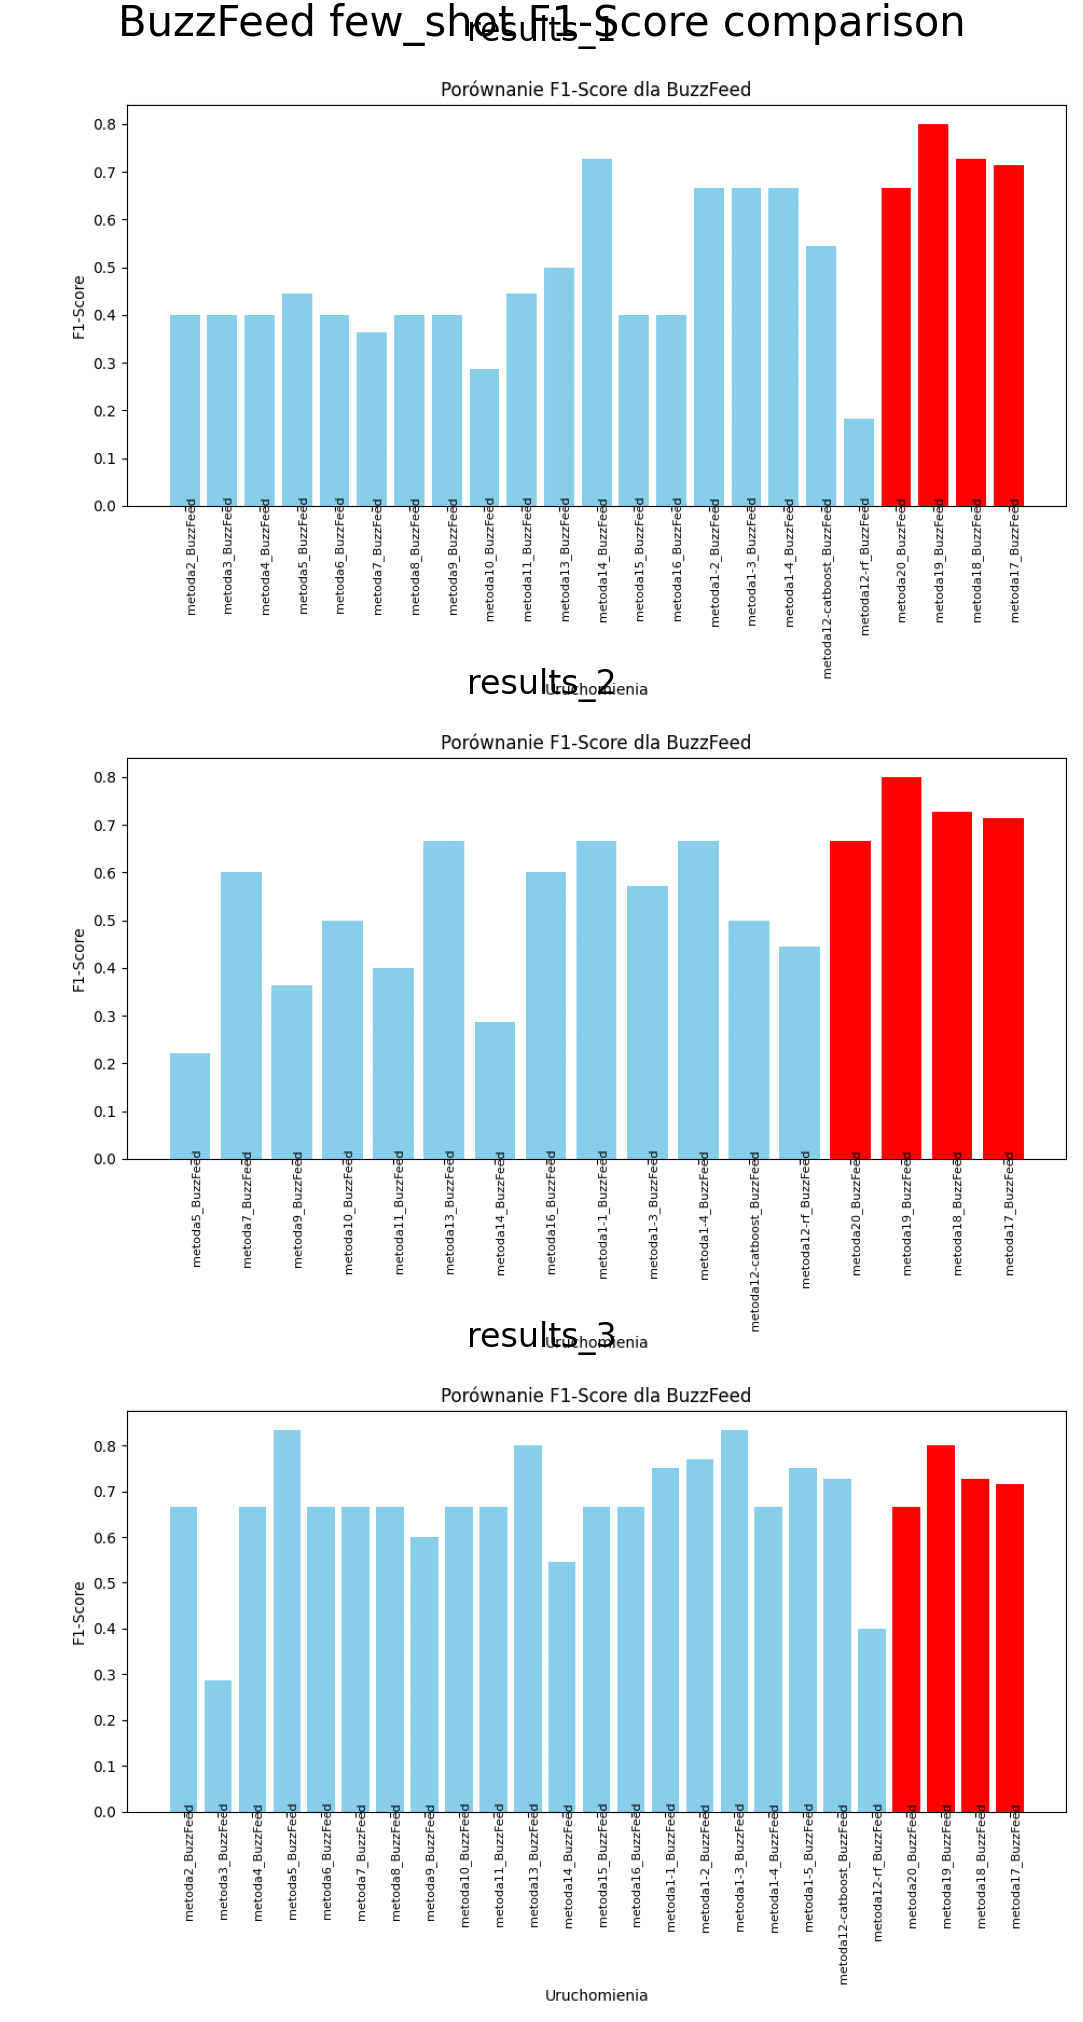 BuzzFeed few_shot F1-Score comparison
results_1
Porównanie F1-Score dla BuzzFeed
0.8
0.7
0.6
0.5
0.4
0.3
0.2
0.1
0.0
F1-Score
metoda2_BuzzFeed
metoda3_BuzzFeed
metoda4_BuzzFeed
metoda5_BuzzFeed
metoda6_BuzzFeed
metoda7_BuzzFeed
metoda8_BuzzFeed
metoda9_BuzzFeed
metoda10_BuzzFeed
metoda11_BuzzFeed
metoda13_BuzzFeed
metoda14_BuzzFeed
metoda15_BuzzFeed
metoda16_BuzzFeed
metoda1-2_BuzzFeed
metoda1-3_BuzzFeed
metoda1-4_BuzzFeed
metoda12-catboost_BuzzFeed
metoda12-rf_BuzzFeed
metoda20_BuzzFeed
metoda19_BuzzFeed
metoda18_BuzzFeed
metoda17_BuzzFeed
Uruchomienia
results_2
Porównanie F1-Score dla BuzzFeed
0.8
0.7
0.6
0.5
0.4
0.3
0.2
0.1
0.0
F1-Score
metoda5_BuzzFeed
metoda7_BuzzFeed
metoda9_BuzzFeed
metoda10_BuzzFeed
metoda11_BuzzFeed
metoda13_BuzzFeed
metoda14_BuzzFeed
metoda16_BuzzFeed
metoda1-1_BuzzFeed
metoda1-3_BuzzFeed
metoda1-4_BuzzFeed
metoda12-catboost_BuzzFeed
metoda12-rf_BuzzFeed
metoda20_BuzzFeed
metoda19_BuzzFeed
metoda18_BuzzFeed
metoda17_BuzzFeed
Uruchomienia
results_3
Porównanie F1-Score dla BuzzFeed
0.8
0.7
0.6
0.5
0.4
0.3
0.2
0.1
0.0
F1-Score
metoda2_BuzzFeed
metoda3_BuzzFeed
metoda4_BuzzFeed
metoda5_BuzzFeed
metoda6_BuzzFeed
metoda7_BuzzFeed
metoda8_BuzzFeed
metoda9_BuzzFeed
metoda10_BuzzFeed
metoda11_BuzzFeed
metoda13_BuzzFeed
metoda14_BuzzFeed
metoda15_BuzzFeed
metoda16_BuzzFeed
metoda1-1_BuzzFeed
metoda1-2_BuzzFeed
metoda1-3_BuzzFeed
metoda1-4_BuzzFeed
metoda1-5_BuzzFeed
metoda12-catboost_BuzzFeed
metoda12-rf_BuzzFeed
metoda20_BuzzFeed
metoda19_BuzzFeed
metoda18_BuzzFeed
metoda17_BuzzFeed
Uruchomienia